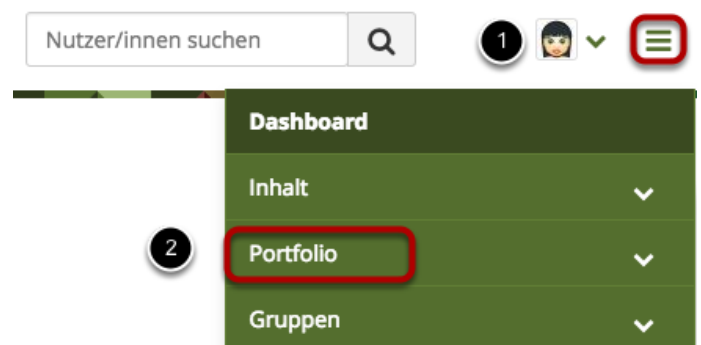 Nutzer/innen suchen
1
Dashboard
Inhalt
2
Portfolio
Gruppen